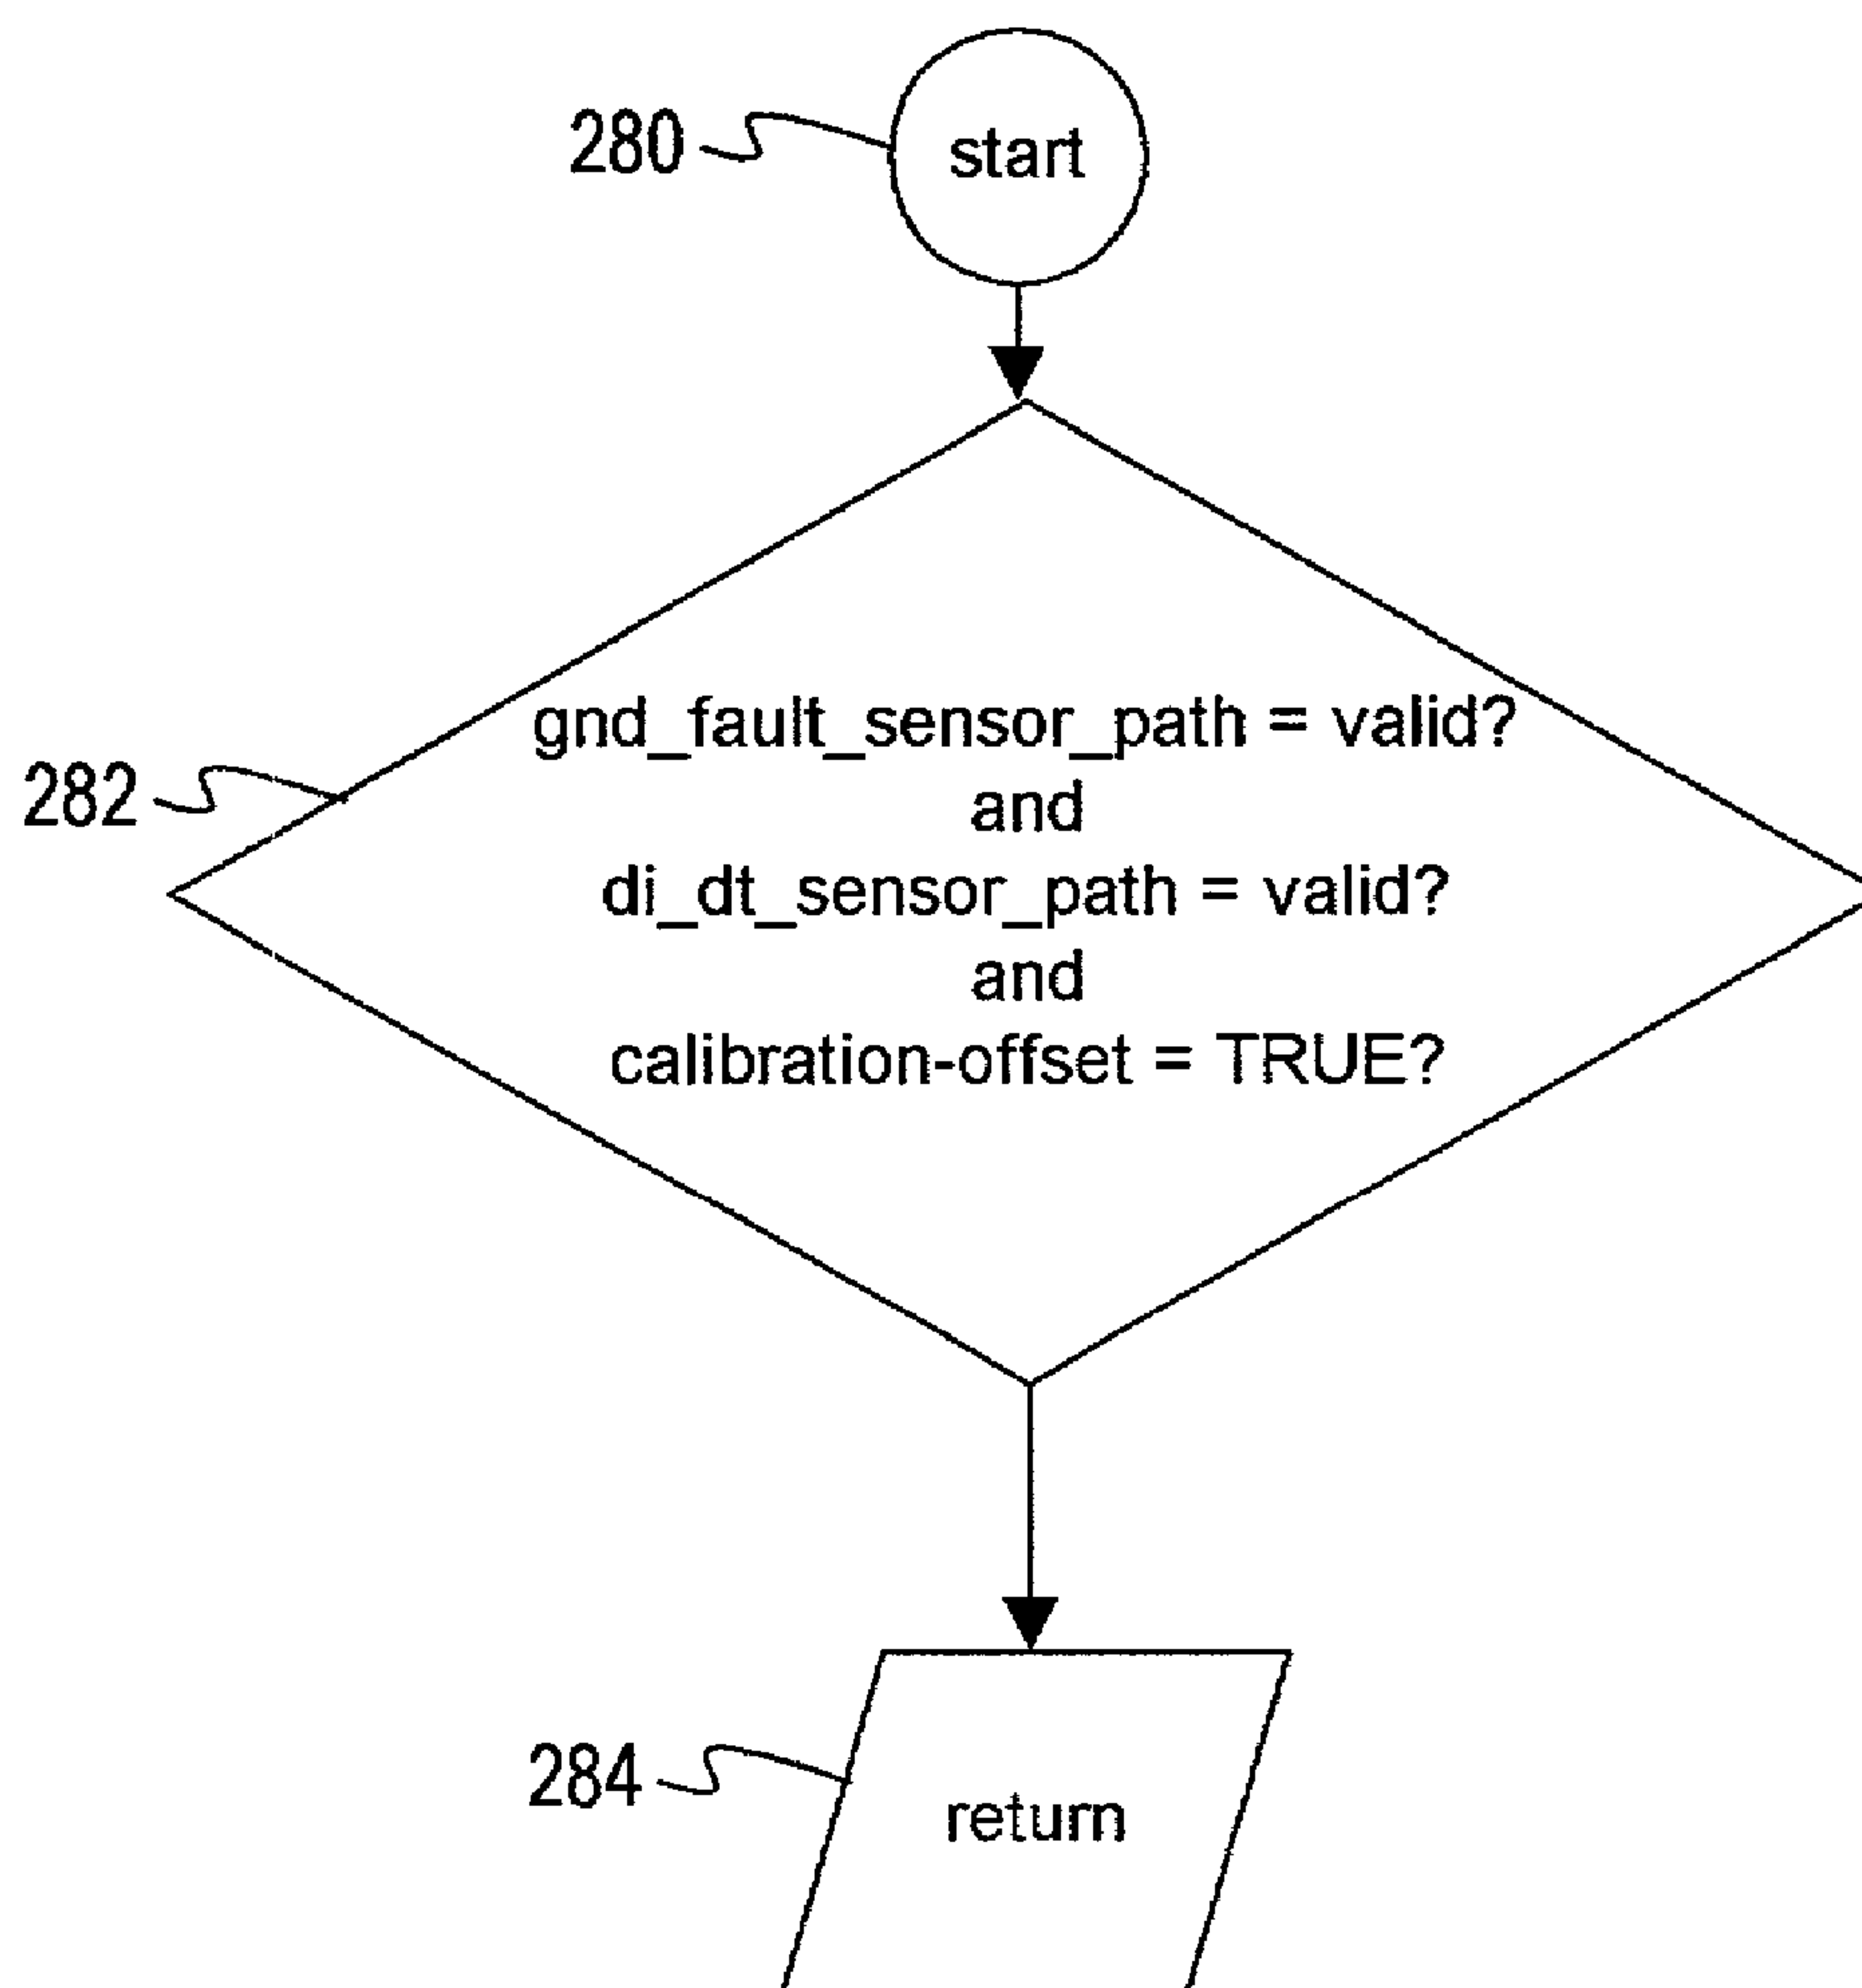 280
start
gnd_fault_sensor_path = valid?
282
and
di_dt_sensor_path = valid?
and
calibration-offset = TRUE?
284
return